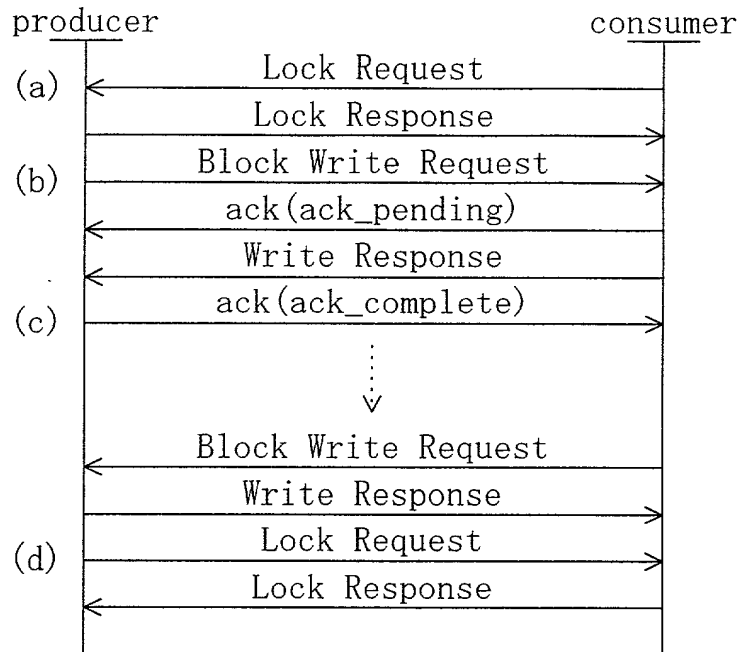 producer consumer
Lock Request
(a)
Lock Response
Block Write Request
(b)
ack(ack_pending)
Write Response
ack(ack_complete)
(c)
Block Write Request
Write Response
Lock Request
(d)
Lock Response